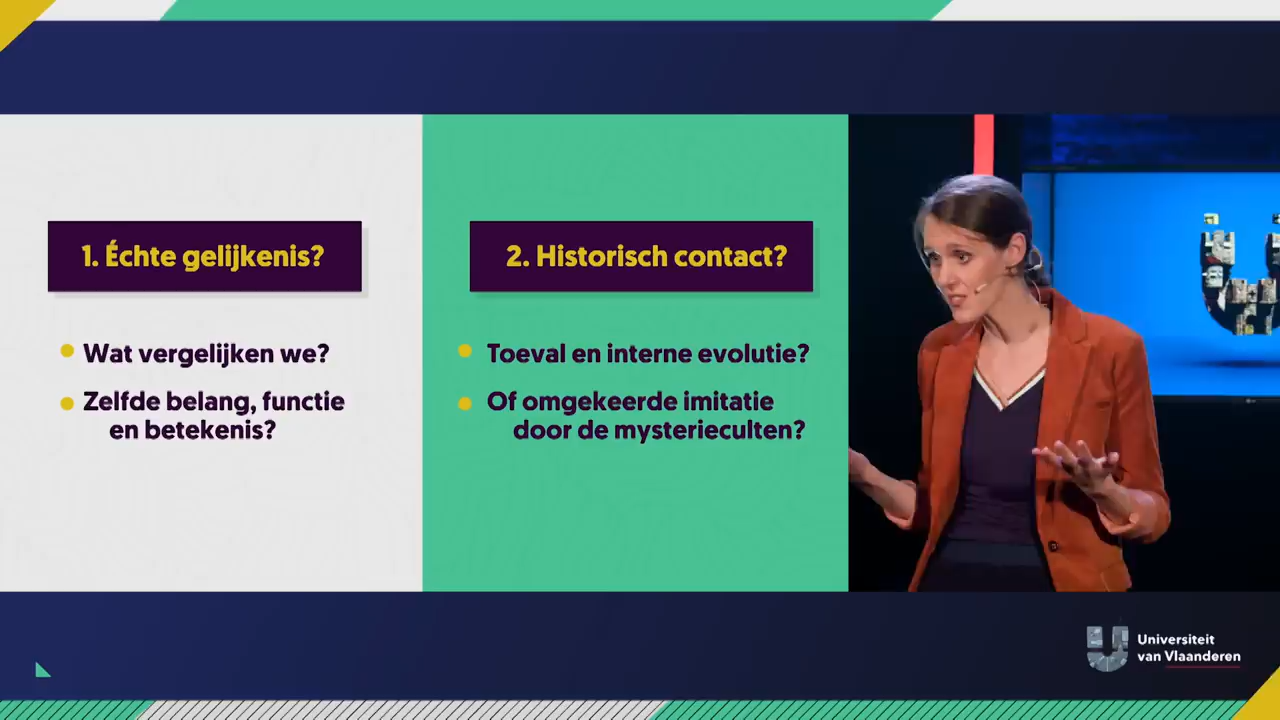 1. Échte gelijkenis?
Wat vergelijken we?
Zelfde belang, functie
en betekenis?
2. Historisch contact?
Toeval en interne evolutie?
Of omgekeerde imitatie
door de mysterieculten?
Universiteit
van Vlaanderen